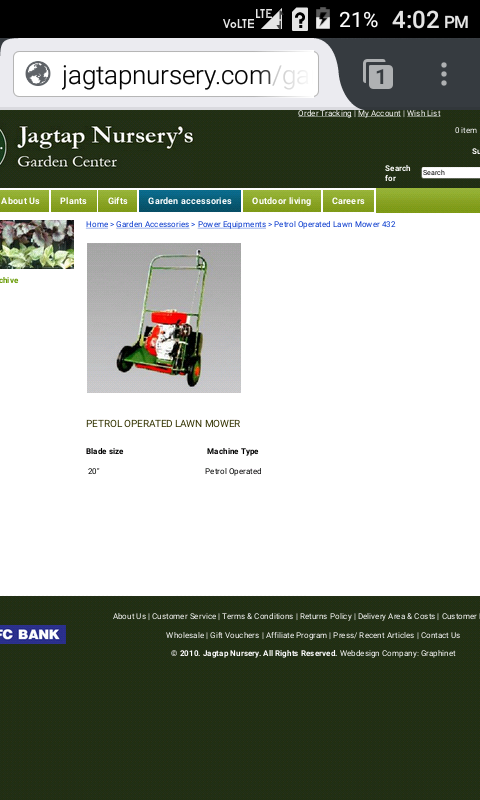 VoLTE LTE 21% 4:02 PM
jagtapnursery.com/ga
1
Order Tracking | My Account | Wish List
Jagtap Nursery's
Garden Center
0 item
Su
Search for
Search
About Us Plants Gifts Garden accessories Outdoor living Careers
Home > Garden Accessories > Power Equipments > Petrol Operated Lawn Mower 432
chive
PETROL OPERATED LAWN MOWER
Blade size Machine Type
20" Petrol Operated
About Us | Customer Service | Terms & Conditions | Returns Policy | Delivery Area & Costs | Customer
FC BANK
Wholesale | Gift Vouchers | Affiliate Program | Press/ Recent Articles | Contact Us
© 2010. Jagtap Nursery. All Rights Reserved. Webdesign Company: Graphinet